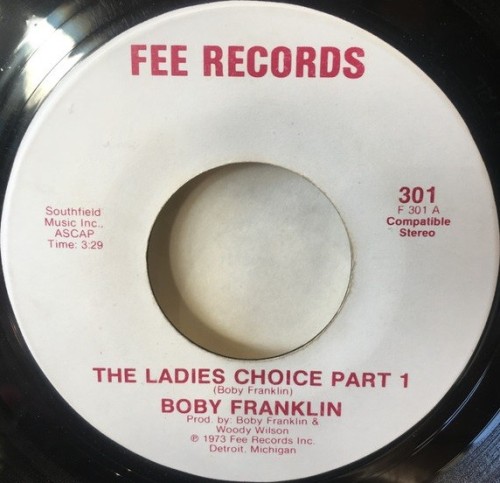 FEE RECORDS
Southfield
Music Inc.,
ASCAP
Time: 3:29
301
F 301 A
Compatible
Stereo
THE LADIES CHOICE PART 1
(Boby Franklin)
BOBY FRANKLIN
Prod. by: Boby Franklin &
Woody Wilson
℗ 1973 Fee Records Inc.
Detroit, Michigan